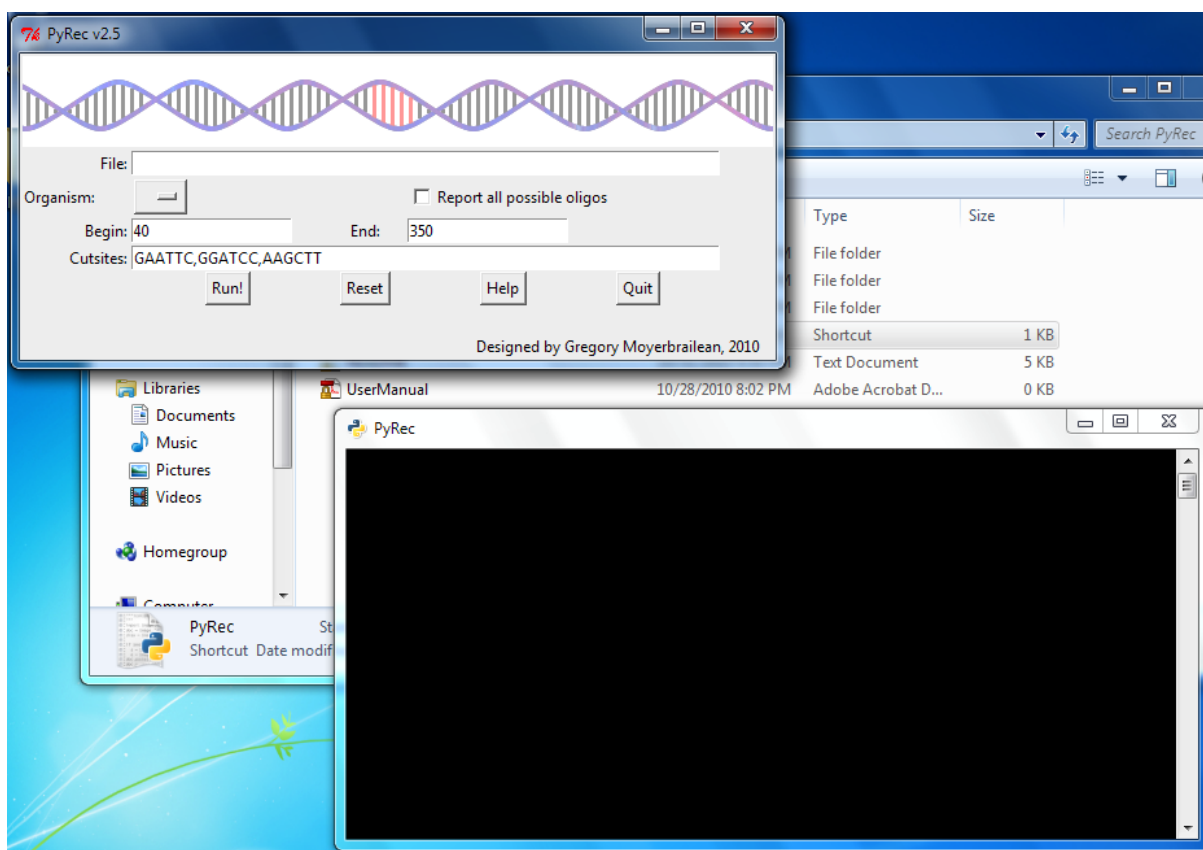 PyRec v2.5
File:
Organism:
Report all possible oligos
Begin: 40 End: 350
Cutsites: GAATTC,GGATCC,AAGCTT
Run! Reset Help Quit
Designed by Gregory Moyerbrailean, 2010
Search PyRec
Type Size
File folder
File folder
File folder
Shortcut 1 KB
Text Document 5 KB
UserManual 10/28/2010 8:02 PM Adobe Acrobat D... 0 KB
Libraries
Documents
Music
Pictures
Videos
Homegroup
Computer
PyRec
Shortcut Date modif
PyRec